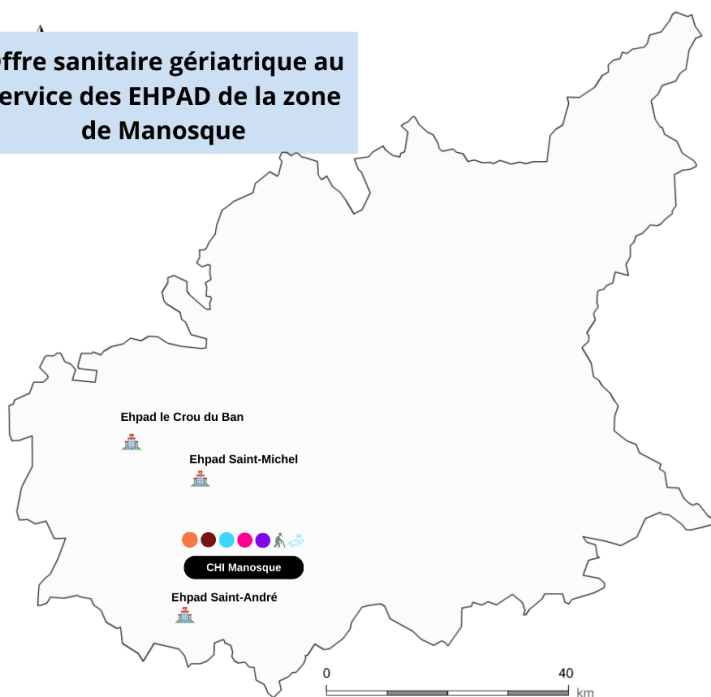 ffre sanitaire gériatrique au
ervice des EHPAD de la zone
de Manosque
Ehpad le Crou du Ban
Ehpad Saint-Michel
CHI Manosque
Ehpad Saint-André
0 40
km